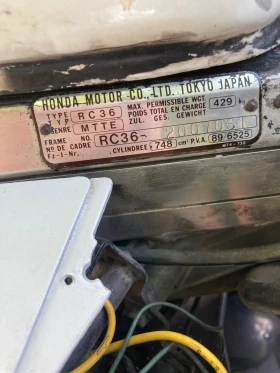 HONDA MOTOR CO., LTD. TOKYO JAPAN
TYPE RC36 MAX. PERMISSIBLE WGT. 429
TYP POIDS TOTAL EN CHARGE
GENRE MTTE ZUL. GES. GEWICHT
FRAME NO. RC36-
Nº DE CADRE CYLINDREE 748 cm³ P.V.A. 89 6525
Fz-I-Nr.